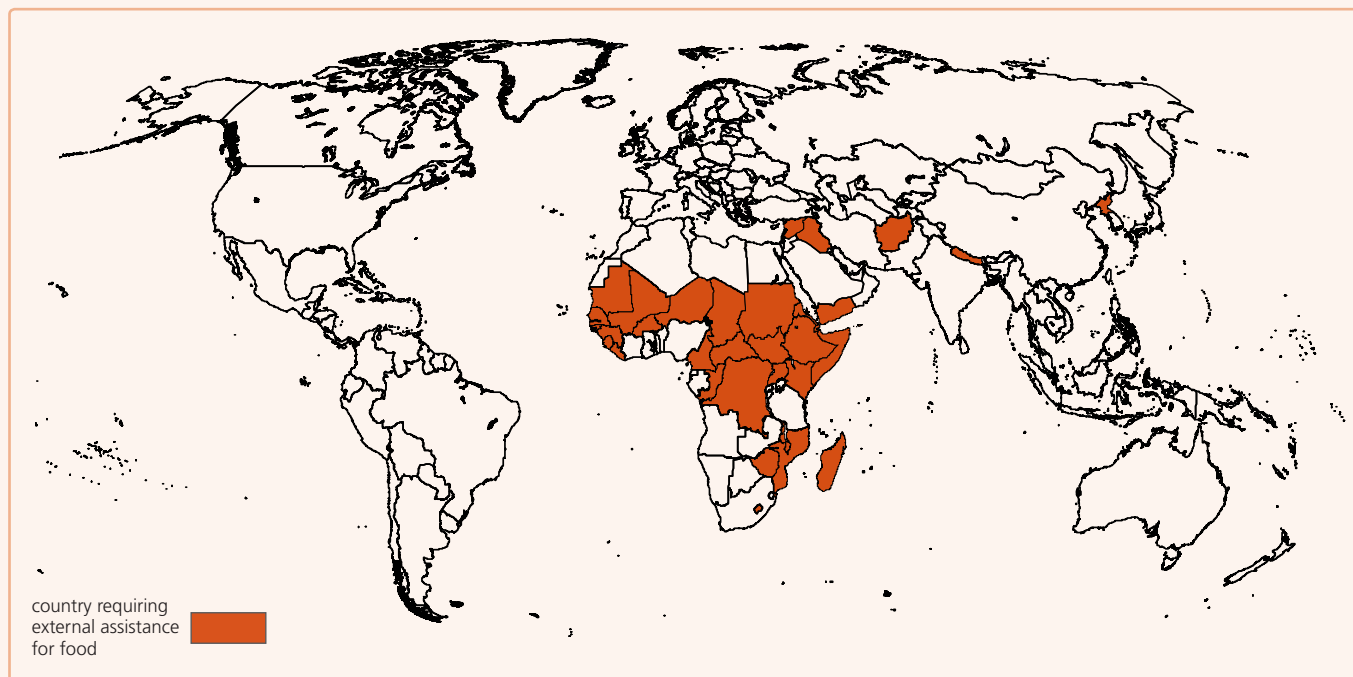 country requiring
external assistance
for food